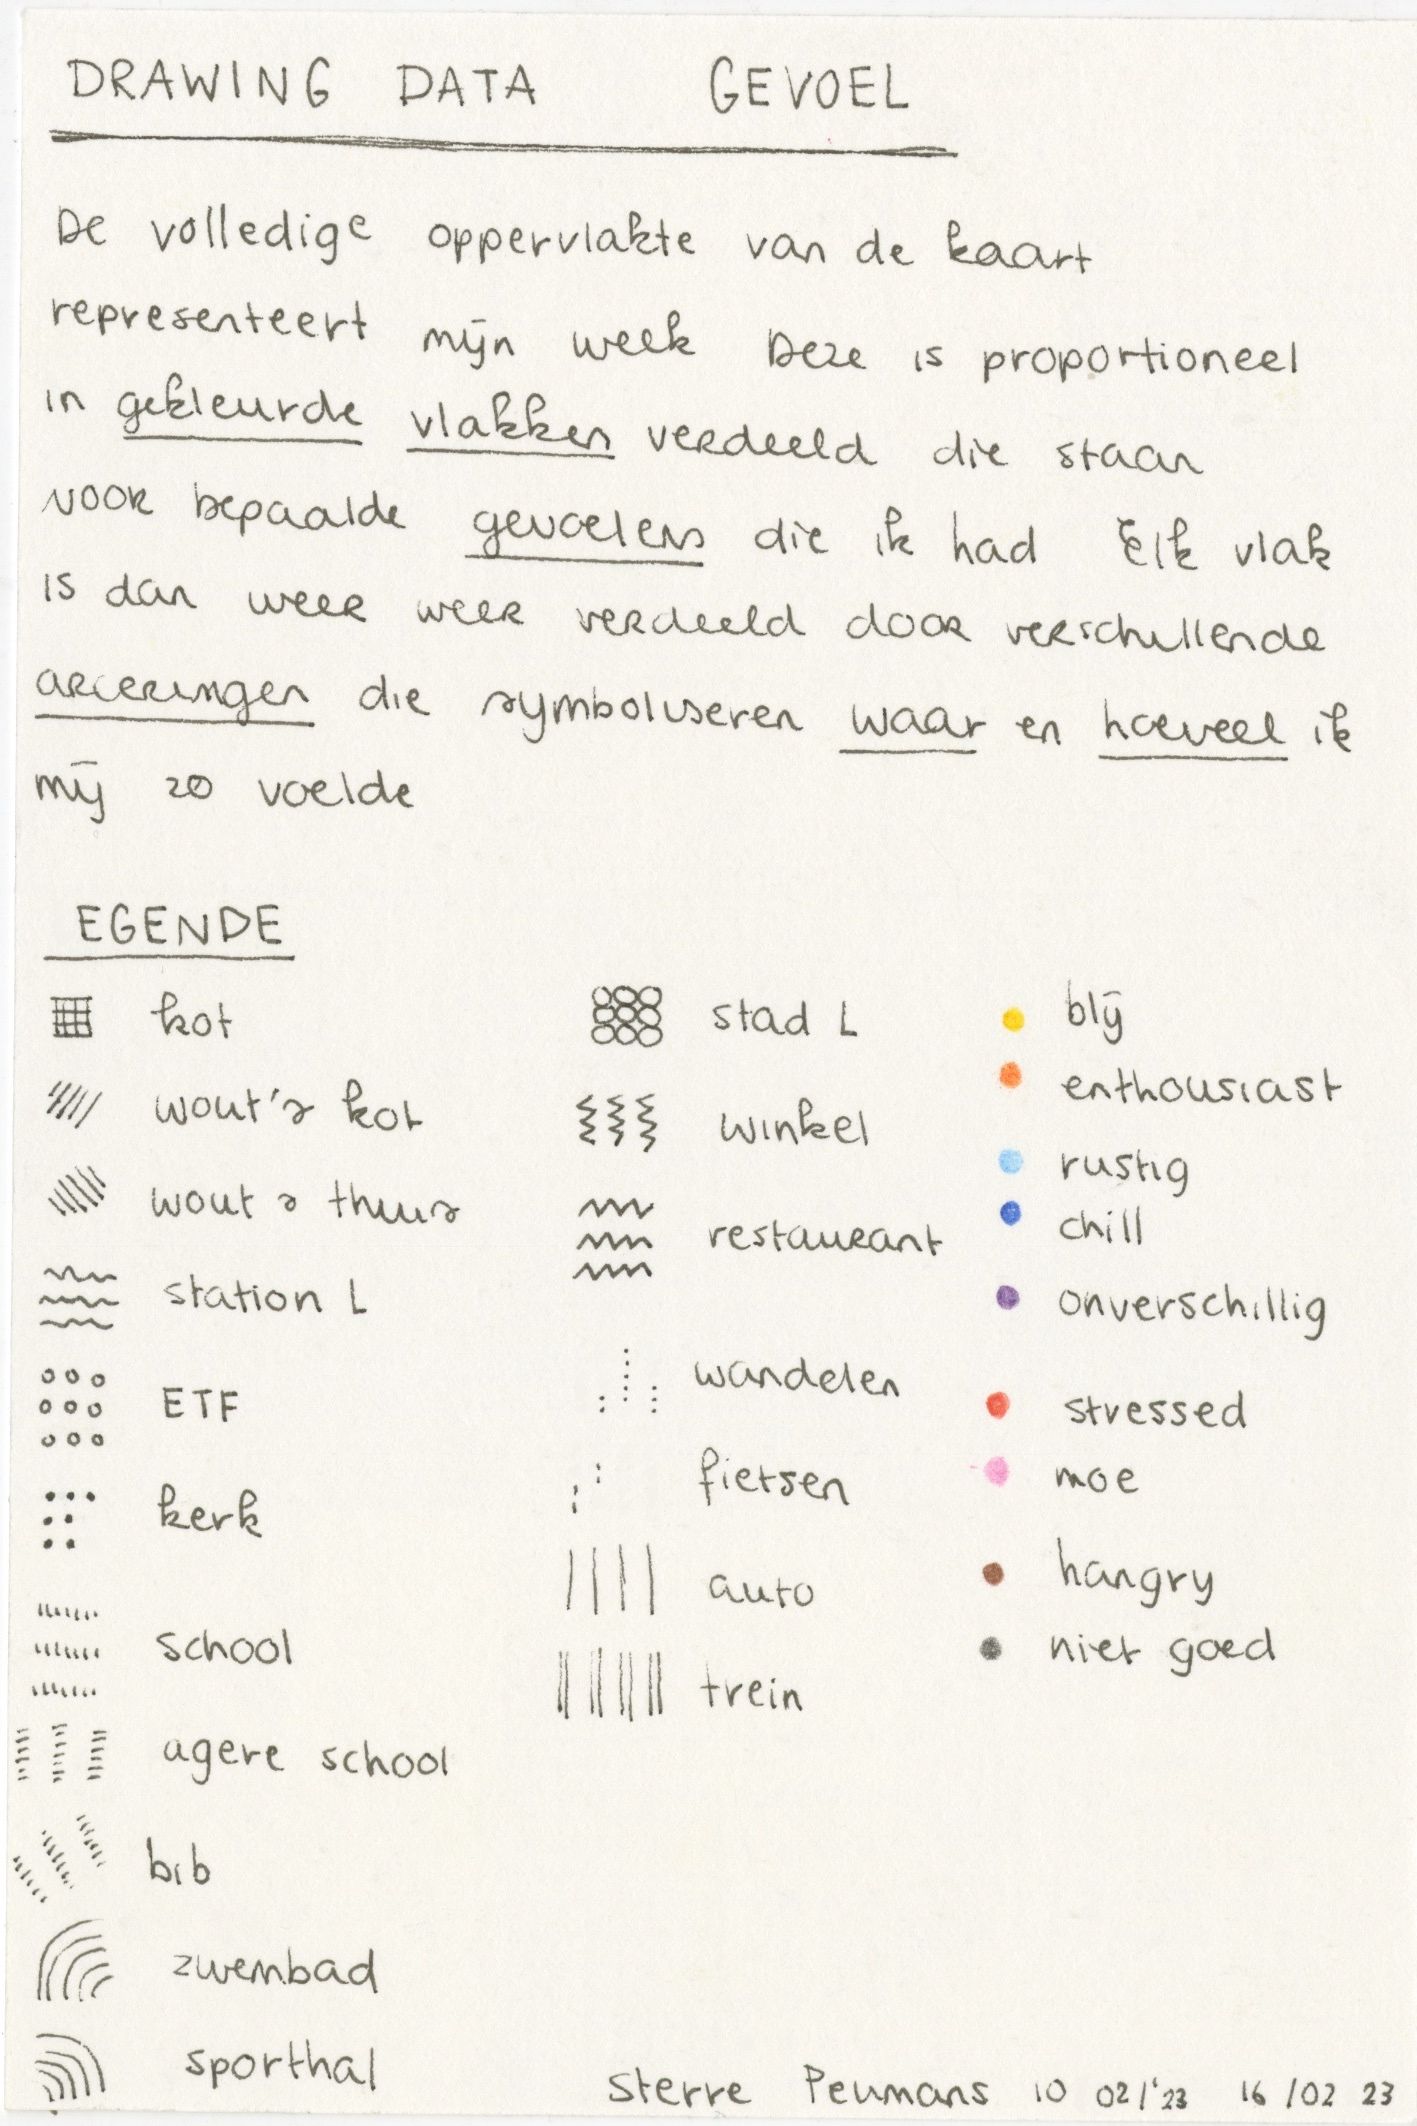 DRAWING DATA GEVOEL
De volledige oppervlakte van de kaart
representeert mijn week Deze is proportioneel
in gekleurde vlakken verdeeld die staan
voor bepaalde gevoelens die ik had Elk vlak
is dan weer weer verdeeld door verschillende
arceringen die symboliseren waar en hoeveel ik
mij zo voelde
EGENDE
kot
wout's kot
wout s thuis
station L
ETF
kerk
school
agere school
bib
zwembad
sporthal
stad L
winkel
restaurant
wandelen
fietsen
auto
trein
blij
enthousiast
rustig
chill
onverschillig
stressed
moe
hangry
niet goed
Sterre Peumans 10 02/'23 16/02 23